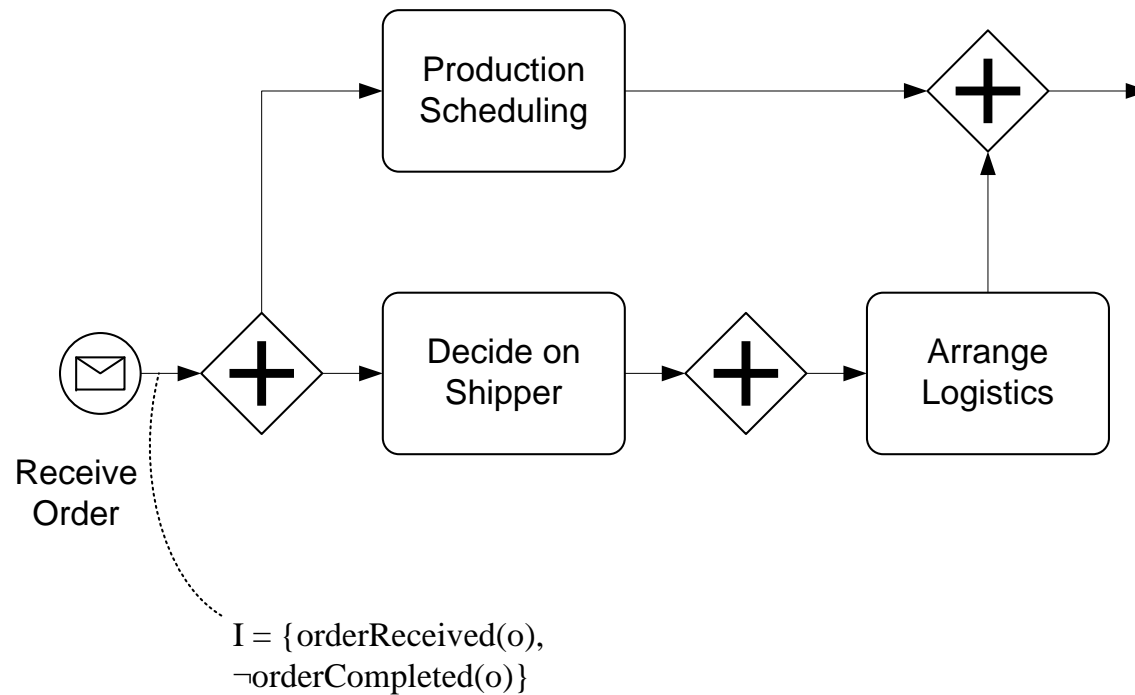 Production
Scheduling
Decide on
Shipper
Arrange
Logistics
Receive
Order
I = {orderReceived(o),
¬orderCompleted(o)}